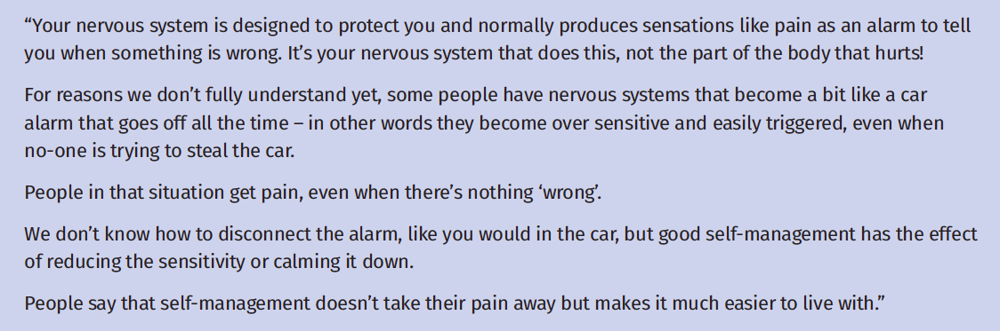 “Your nervous system is designed to protect you and normally produces sensations like pain as an alarm to tell
you when something is wrong. It’s your nervous system that does this, not the part of the body that hurts!
For reasons we don’t fully understand yet, some people have nervous systems that become a bit like a car
alarm that goes off all the time – in other words they become over sensitive and easily triggered, even when
no-one is trying to steal the car.
People in that situation get pain, even when there’s nothing ‘wrong’.
We don’t know how to disconnect the alarm, like you would in the car, but good self-management has the effect
of reducing the sensitivity or calming it down.
People say that self-management doesn’t take their pain away but makes it much easier to live with.”